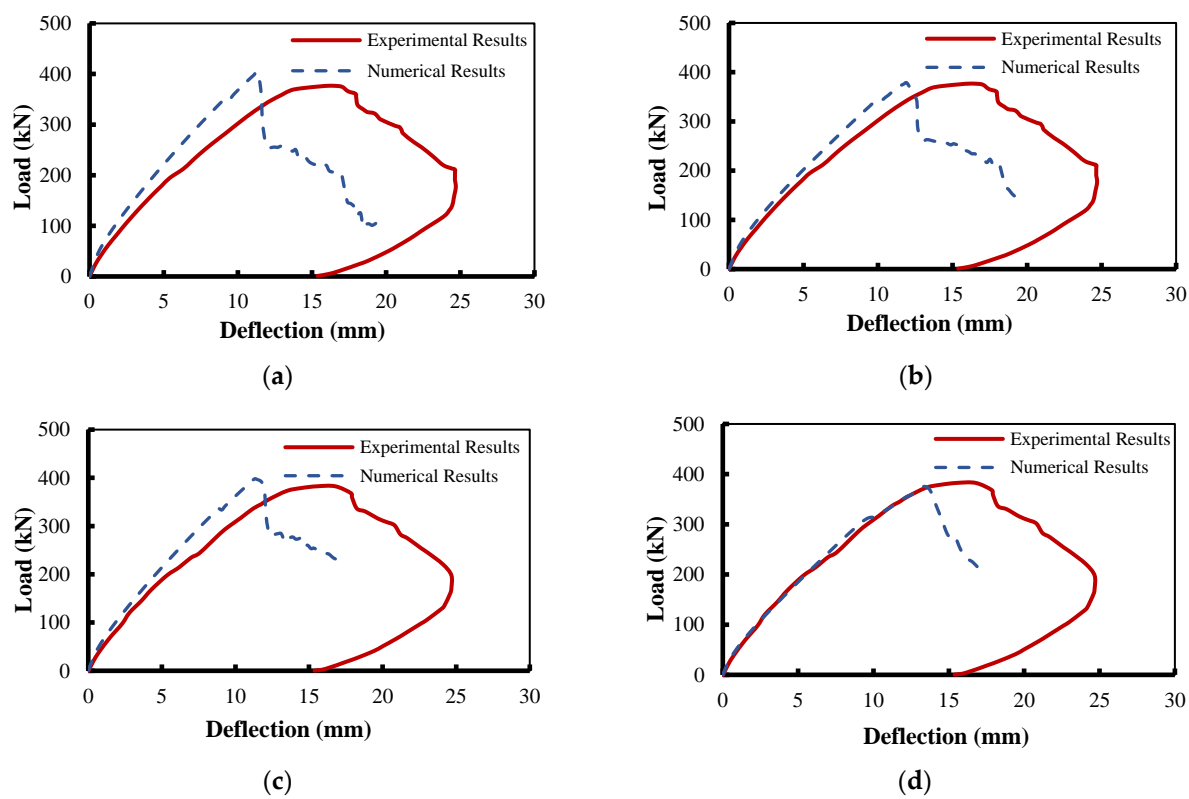 500
400
300
200
100
0
Load (kN)
Experimental Results
Numerical Results
0 5 10 15 20 25 30
Deflection (mm)
(a)
500
400
300
200
100
0
Load (kN)
Experimental Results
Numerical Results
0 5 10 15 20 25 30
Deflection (mm)
(b)
500
400
300
200
100
0
Load (kN)
Experimental Results
Numerical Results
0 5 10 15 20 25 30
Deflection (mm)
(c)
500
400
300
200
100
0
Load (kN)
Experimental Results
Numerical Results
0 5 10 15 20 25 30
Deflection (mm)
(d)